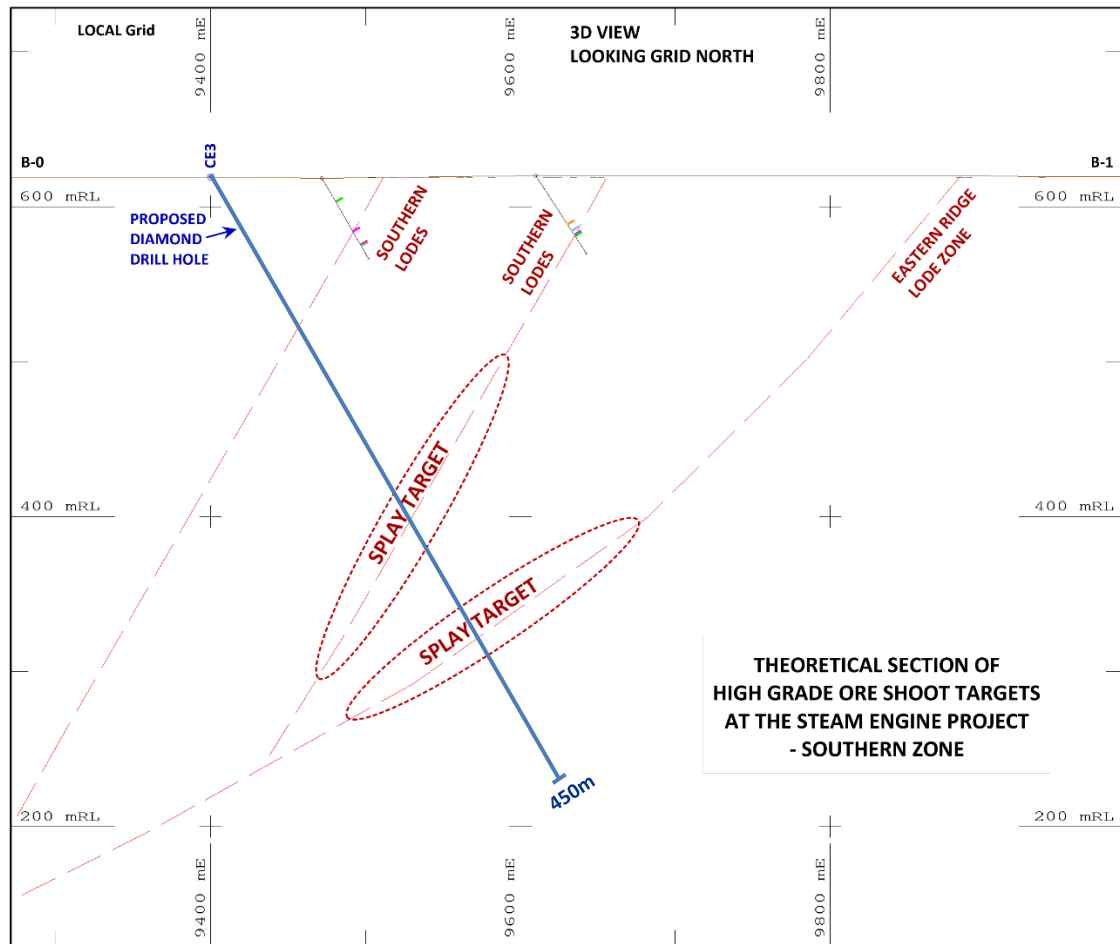 LOCAL Grid
9400 mE
9600 mE
9800 mE
3D VIEW
LOOKING GRID NORTH
B-0
CE3
B-1
600 mRL
600 mRL
PROPOSED
DIAMOND
DRILL HOLE
SOUTHERN
LODES
SOUTHERN
LODES
EASTERN RIDGE
LODE ZONE
SPLAY TARGET
400 mRL
400 mRL
SPLAY TARGET
THEORETICAL SECTION OF
HIGH GRADE ORE SHOOT TARGETS
AT THE STEAM ENGINE PROJECT
- SOUTHERN ZONE
450m
200 mRL
200 mRL
9400 mE
9600 mE
9800 mE